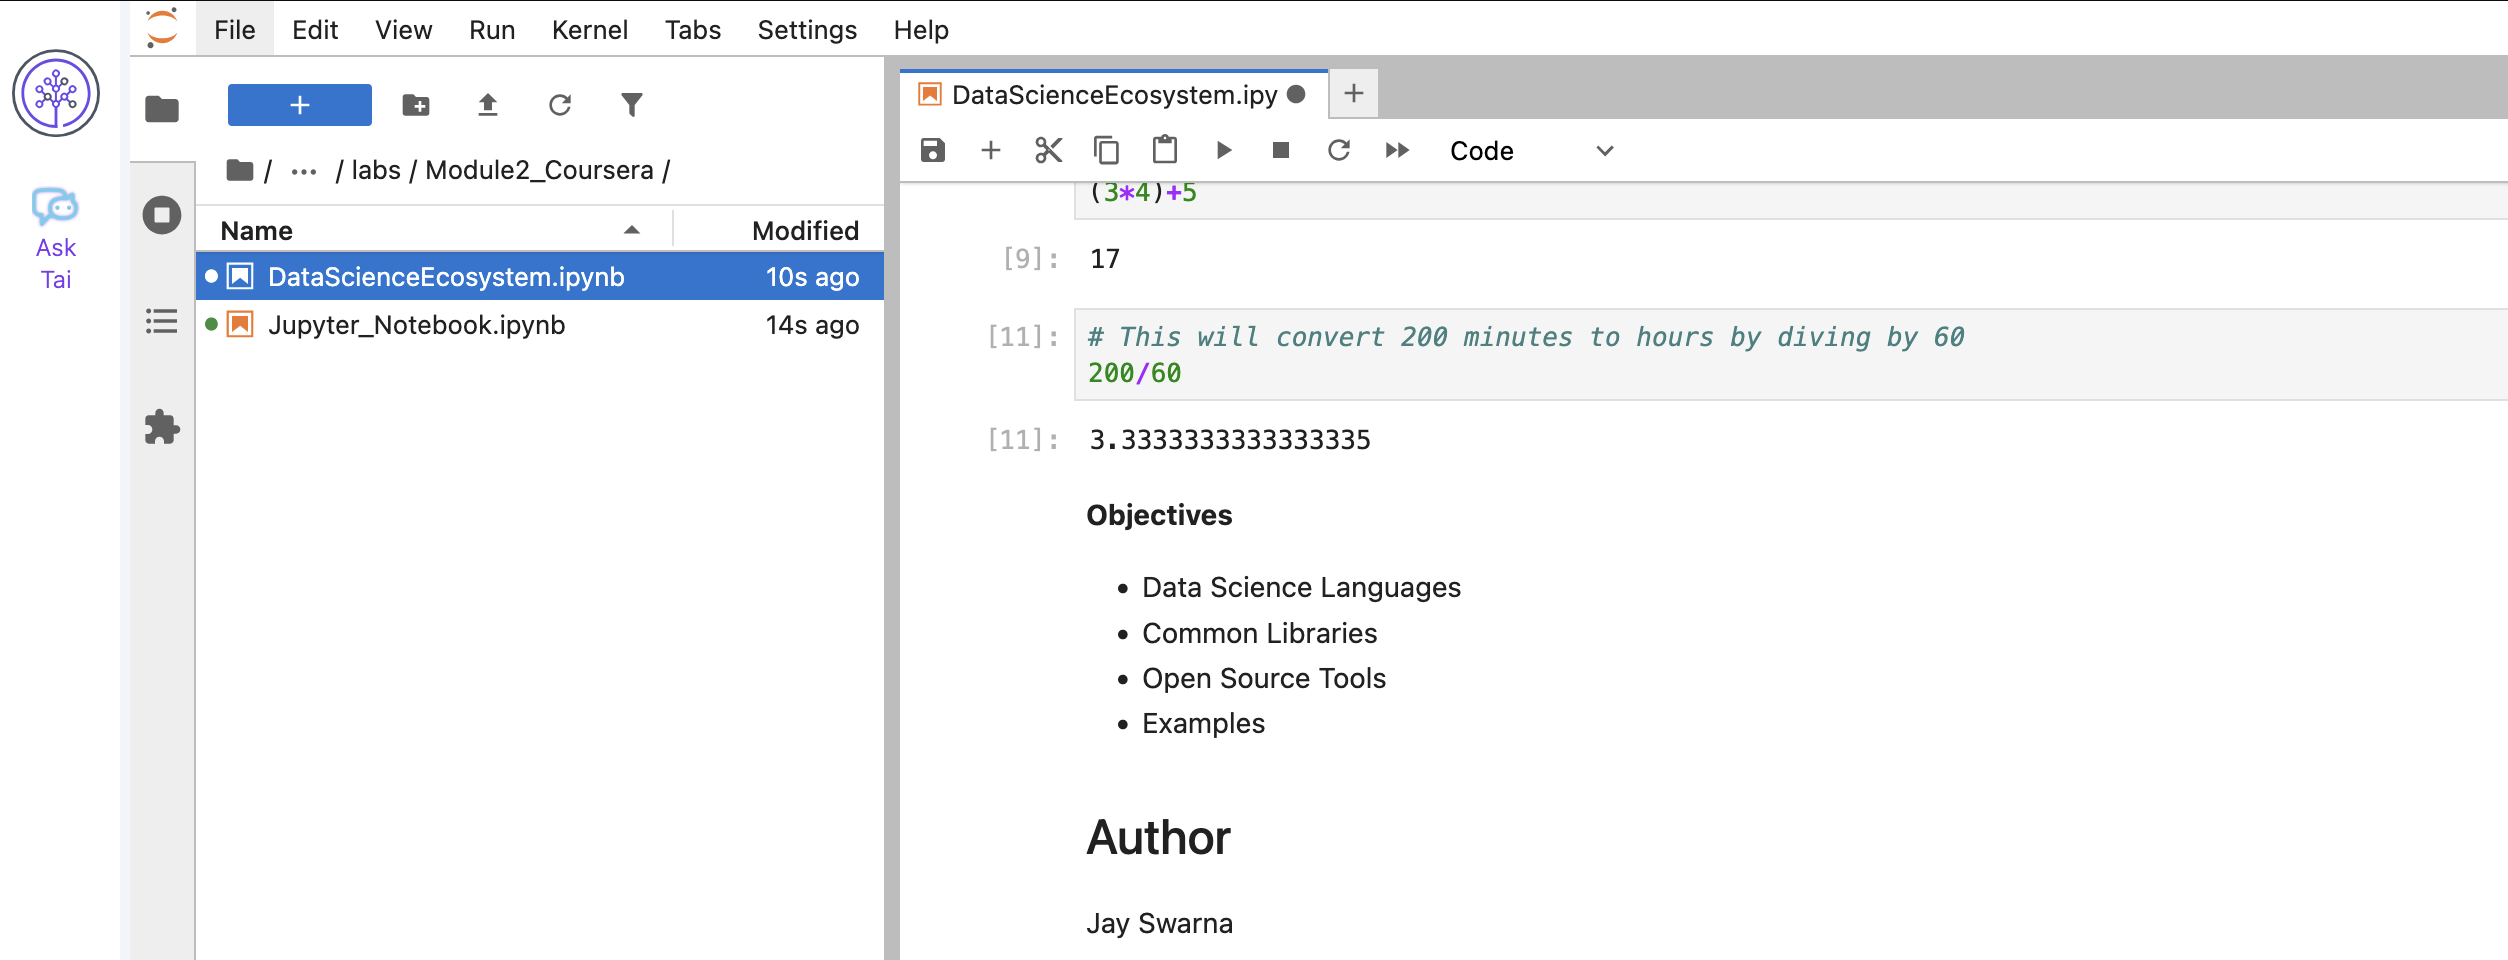 File Edit View Run Kernel Tabs Settings Help
Ask
Tai
/ ··· / labs / Module2_Coursera /
Name Modified
DataScienceEcosystem.ipynb 10s ago
Jupyter_Notebook.ipynb 14s ago
DataScienceEcosystem.ipy
Code
(3*4)+5
[9]: 17
[11]: # This will convert 200 minutes to hours by diving by 60
200/60
[11]: 3.3333333333333335
Objectives
• Data Science Languages
• Common Libraries
• Open Source Tools
• Examples
Author
Jay Swarna